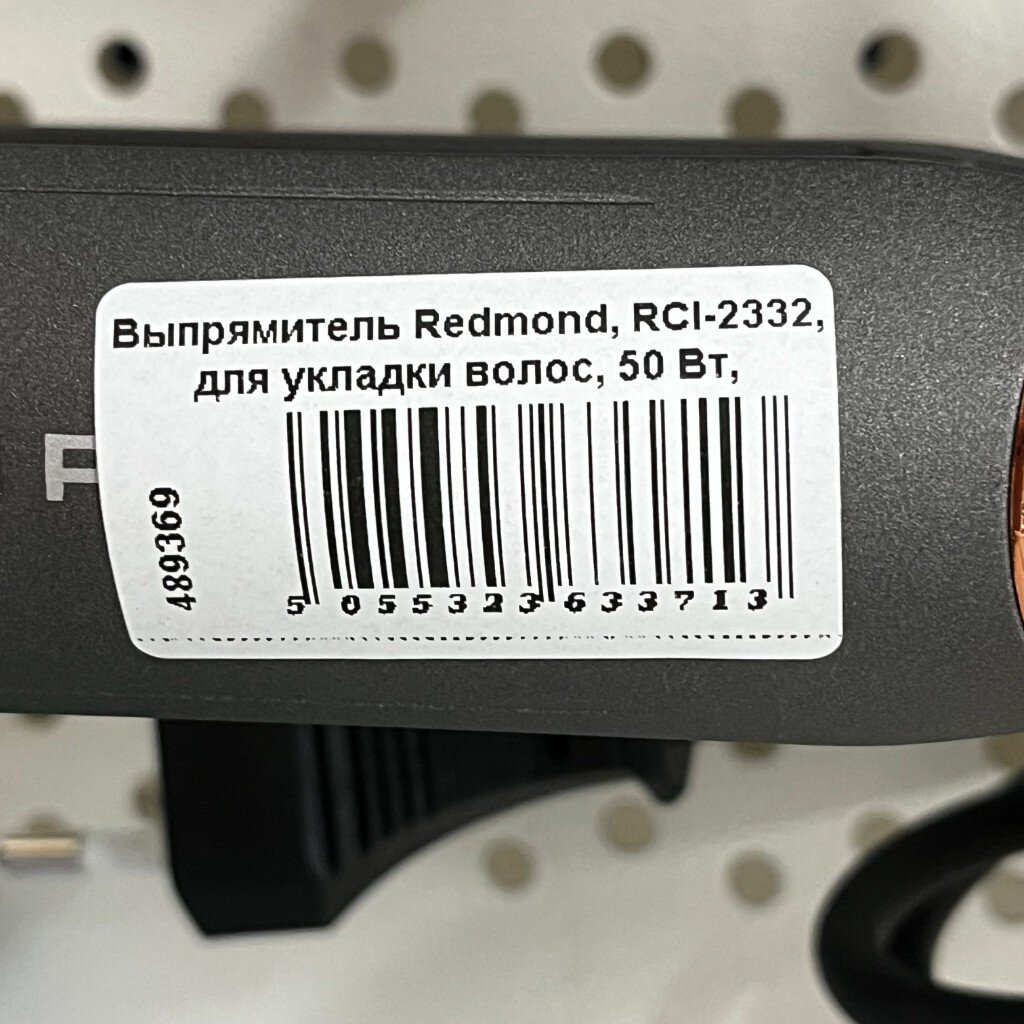 Выпрямитель Redmond, RCI-2332,
для укладки волос, 50 Вт,
489369
5 055323 633713